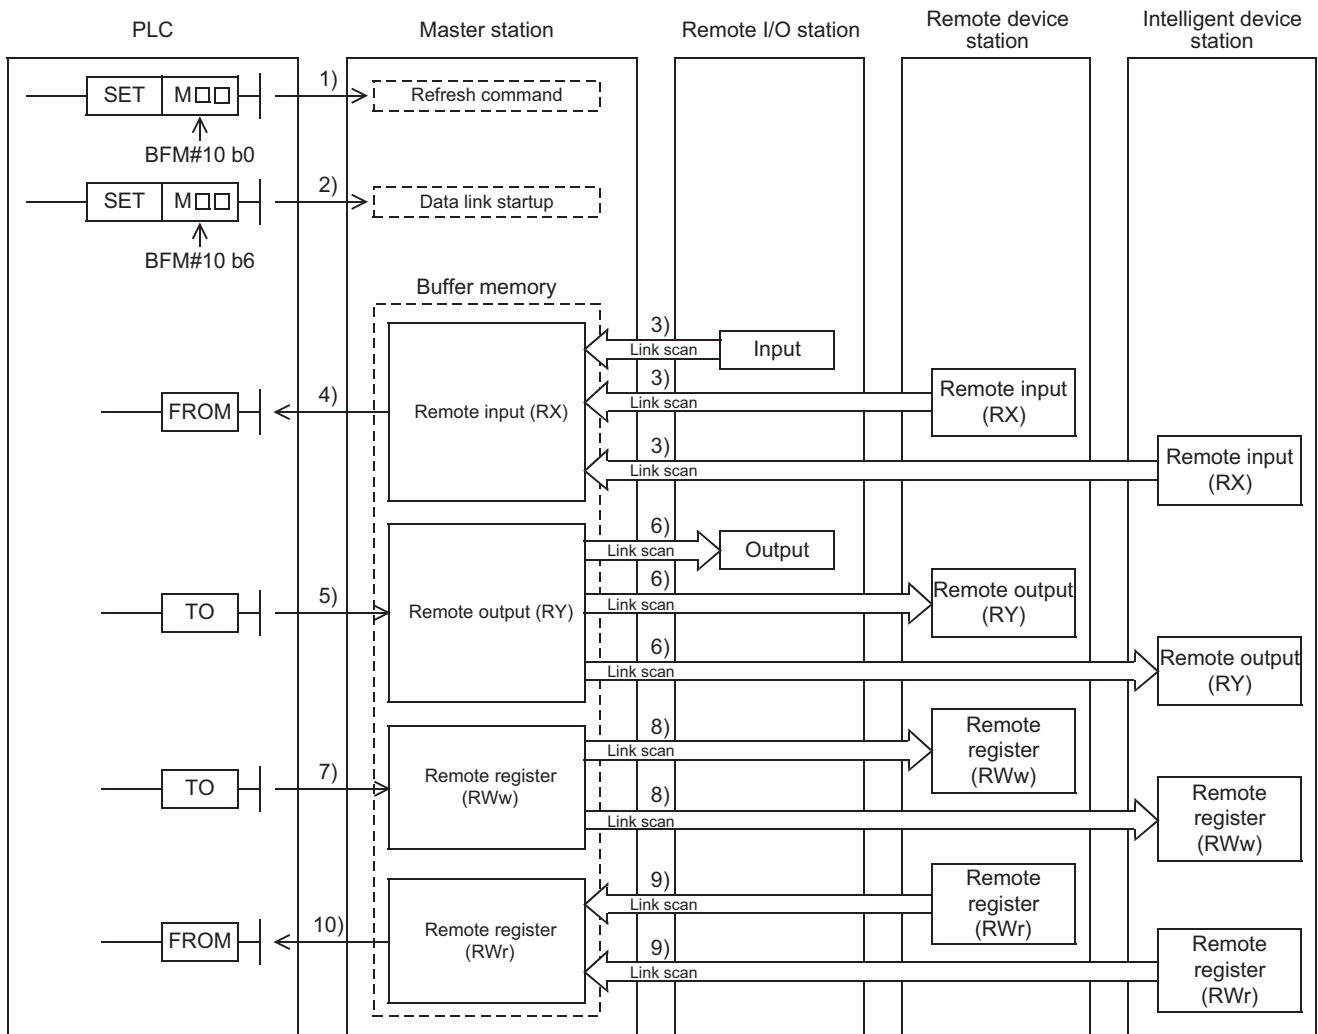 PLC
Master station
Remote I/O station
Remote device
station
Intelligent device
station
SET M□□
1)
Refresh command
BFM#10 b0
SET M□□
2)
Data link startup
BFM#10 b6
Buffer memory
3)
Link scan
Input
3)
Link scan
Remote input
(RX)
FROM
4)
Remote input (RX)
3)
Link scan
Remote input
(RX)
6)
Link scan
Output
6)
Link scan
Remote output
(RY)
TO
5)
Remote output (RY)
6)
Link scan
Remote output
(RY)
8)
Link scan
Remote
register
(RWw)
TO
7)
Remote register
(RWw)
8)
Link scan
Remote
register
(RWw)
9)
Link scan
Remote
register
(RWr)
FROM
10)
Remote register
(RWr)
9)
Link scan
Remote
register
(RWr)